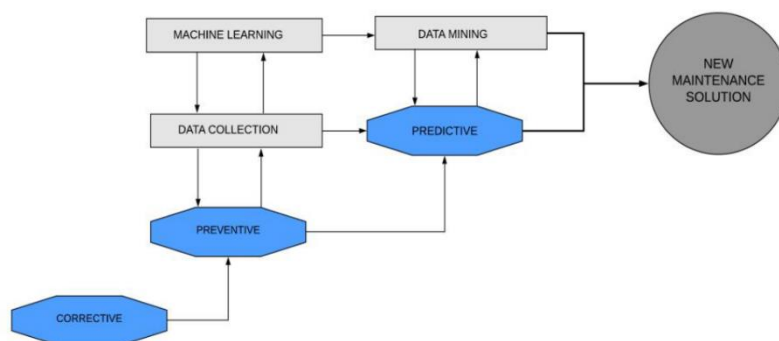 MACHINE LEARNING
DATA MINING
NEW
MAINTENANCE
SOLUTION
DATA COLLECTION
PREDICTIVE
PREVENTIVE
CORRECTIVE